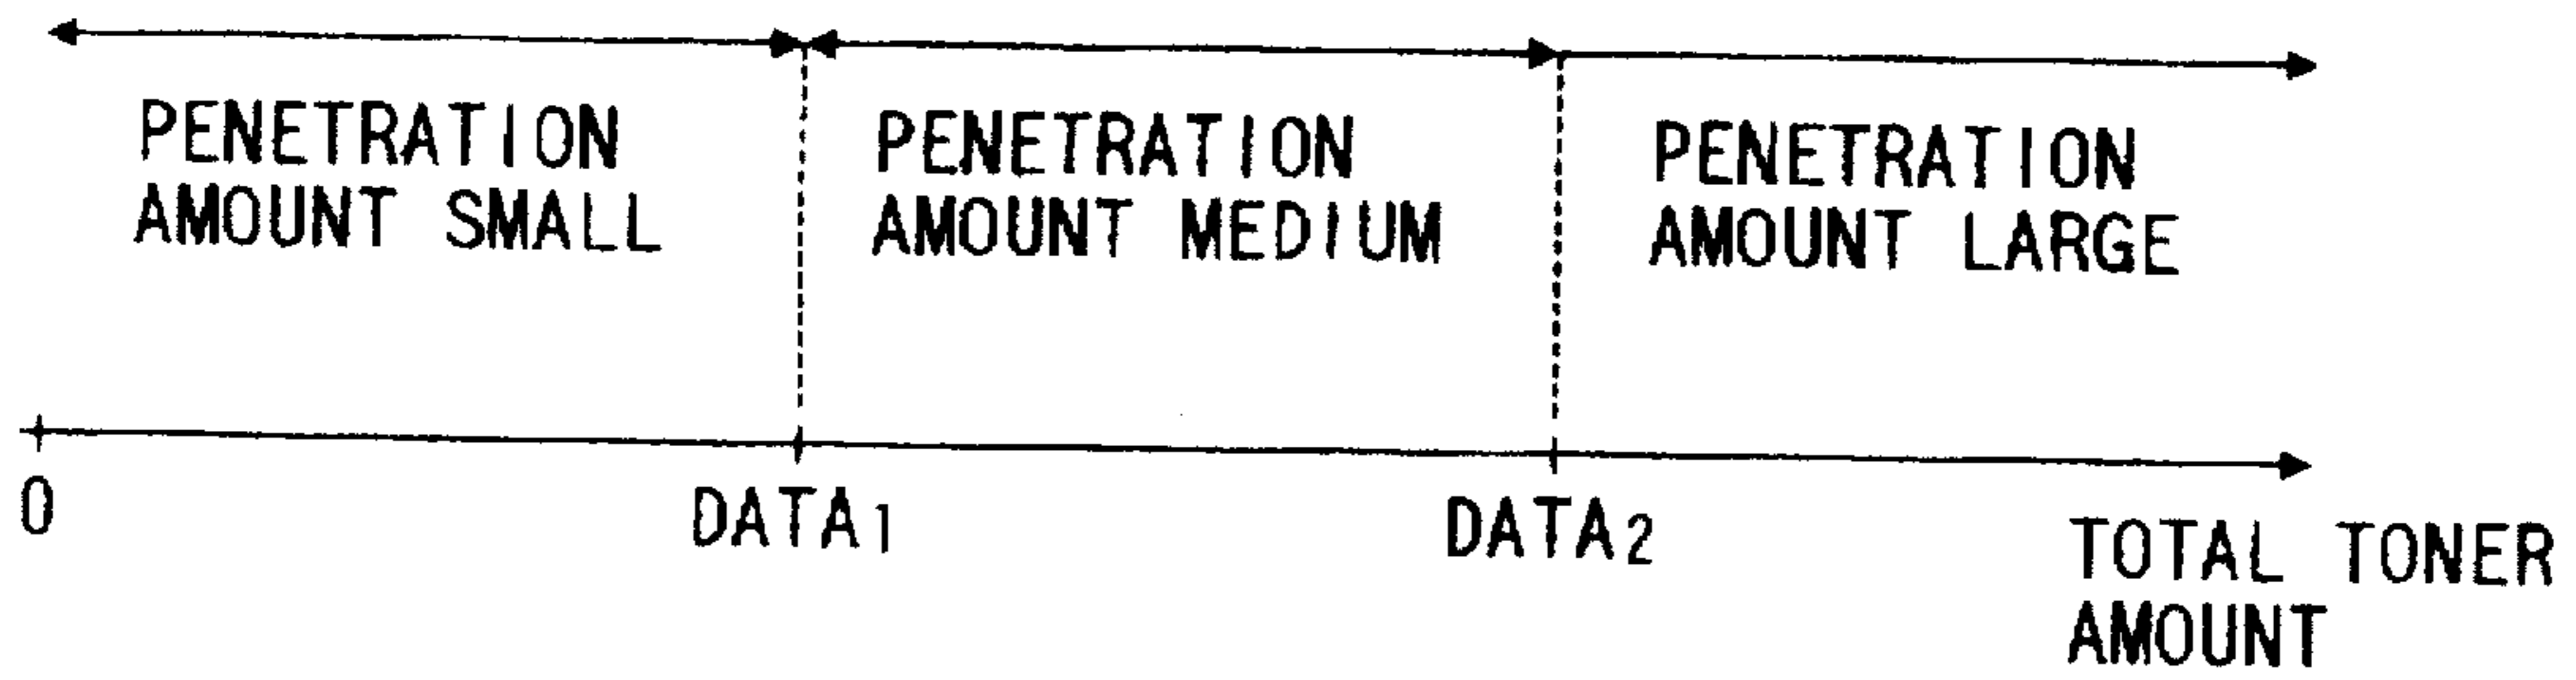 PENETRATION
AMOUNT SMALL
PENETRATION
AMOUNT MEDIUM
PENETRATION
AMOUNT LARGE
0
DATA1
DATA2
TOTAL TONER
AMOUNT